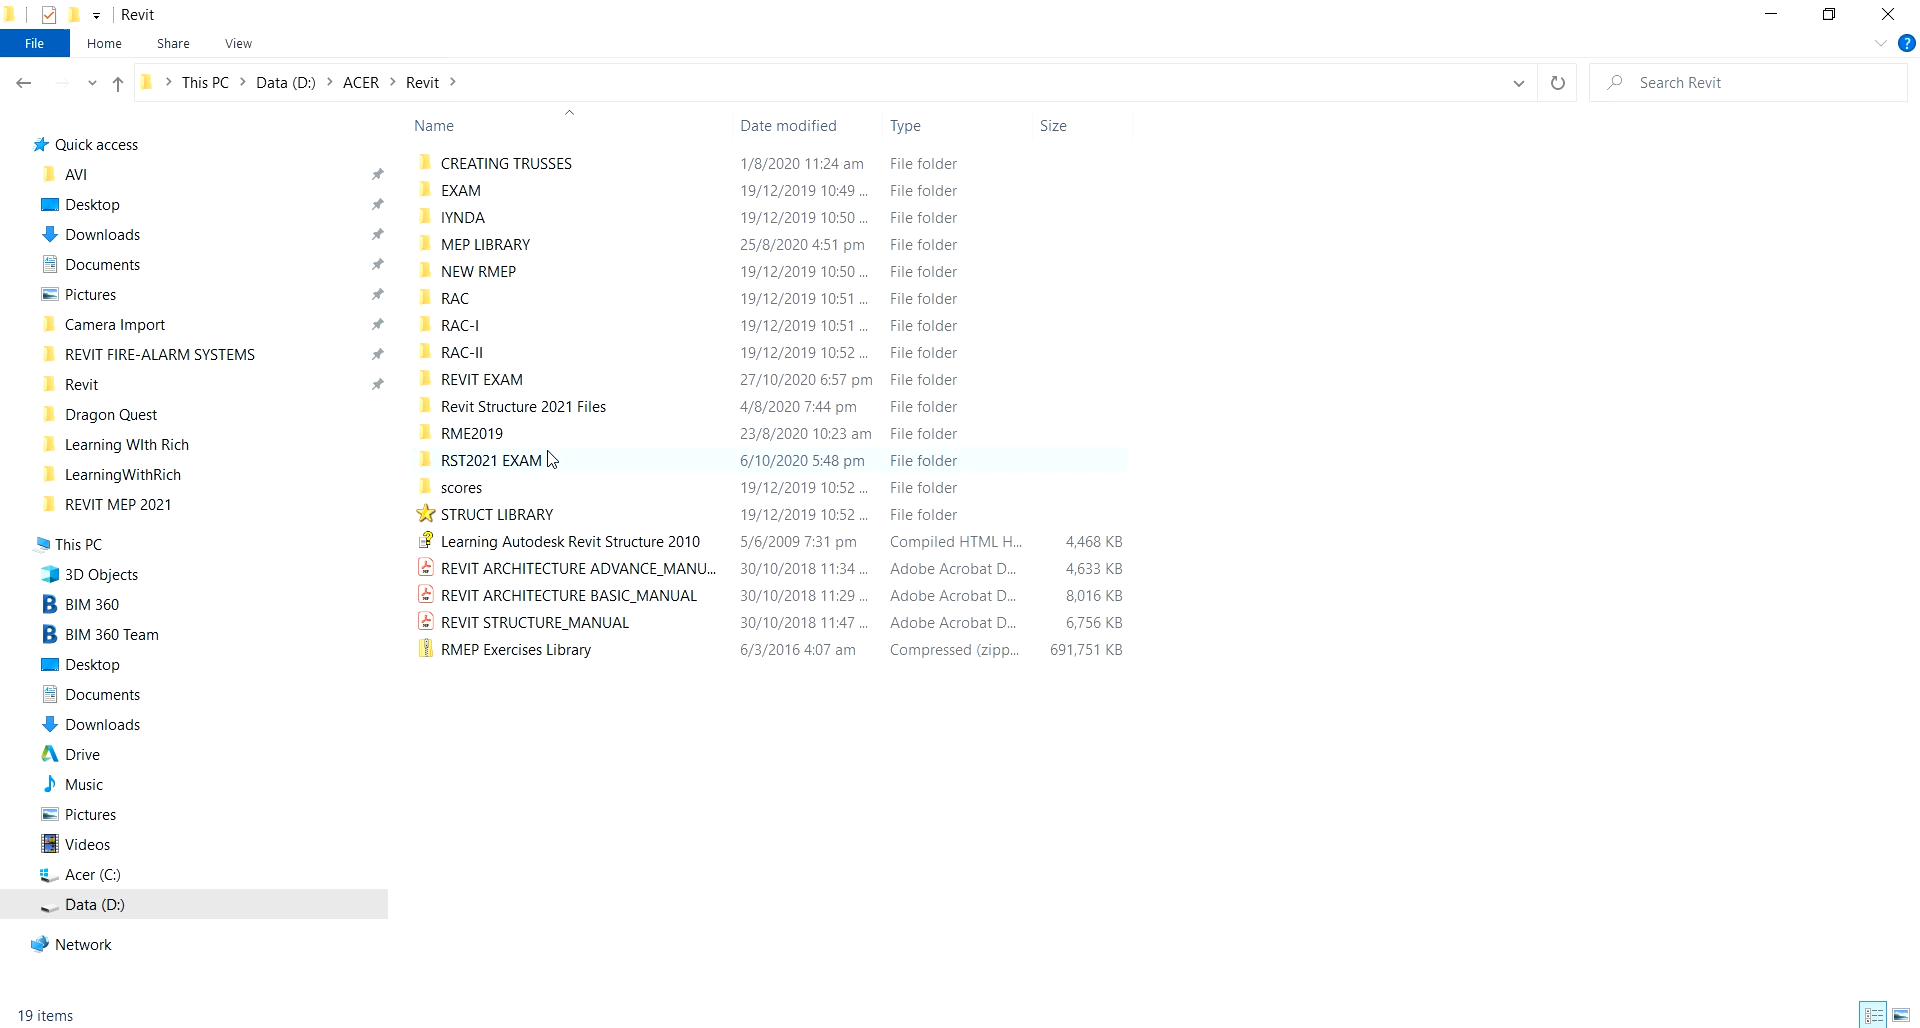 Revit
File Home Share View
This PC > Data (D:) > ACER > Revit >
Search Revit
Name Date modified Type Size
Quick access
AVI
Desktop
Downloads
Documents
Pictures
Camera Import
REVIT FIRE-ALARM SYSTEMS
Revit
Dragon Quest
Learning WIth Rich
LearningWithRich
REVIT MEP 2021
This PC
3D Objects
BIM 360
BIM 360 Team
Desktop
Documents
Downloads
Drive
Music
Pictures
Videos
Acer (C:)
Data (D:)
Network
CREATING TRUSSES 1/8/2020 11:24 am File folder
EXAM 19/12/2019 10:49 ... File folder
IYNDA 19/12/2019 10:50 ... File folder
MEP LIBRARY 25/8/2020 4:51 pm File folder
NEW RMEP 19/12/2019 10:50 ... File folder
RAC 19/12/2019 10:51 ... File folder
RAC-I 19/12/2019 10:51 ... File folder
RAC-II 19/12/2019 10:52 ... File folder
REVIT EXAM 27/10/2020 6:57 pm File folder
Revit Structure 2021 Files 4/8/2020 7:44 pm File folder
RME2019 23/8/2020 10:23 am File folder
RST2021 EXAM 6/10/2020 5:48 pm File folder
scores 19/12/2019 10:52 ... File folder
STRUCT LIBRARY 19/12/2019 10:52 ... File folder
Learning Autodesk Revit Structure 2010 5/6/2009 7:31 pm Compiled HTML H... 4,468 KB
REVIT ARCHITECTURE ADVANCE_MANU... 30/10/2018 11:34 ... Adobe Acrobat D... 4,633 KB
REVIT ARCHITECTURE BASIC_MANUAL 30/10/2018 11:29 ... Adobe Acrobat D... 8,016 KB
REVIT STRUCTURE_MANUAL 30/10/2018 11:47 ... Adobe Acrobat D... 6,756 KB
RMEP Exercises Library 6/3/2016 4:07 am Compressed (zipp... 691,751 KB
19 items